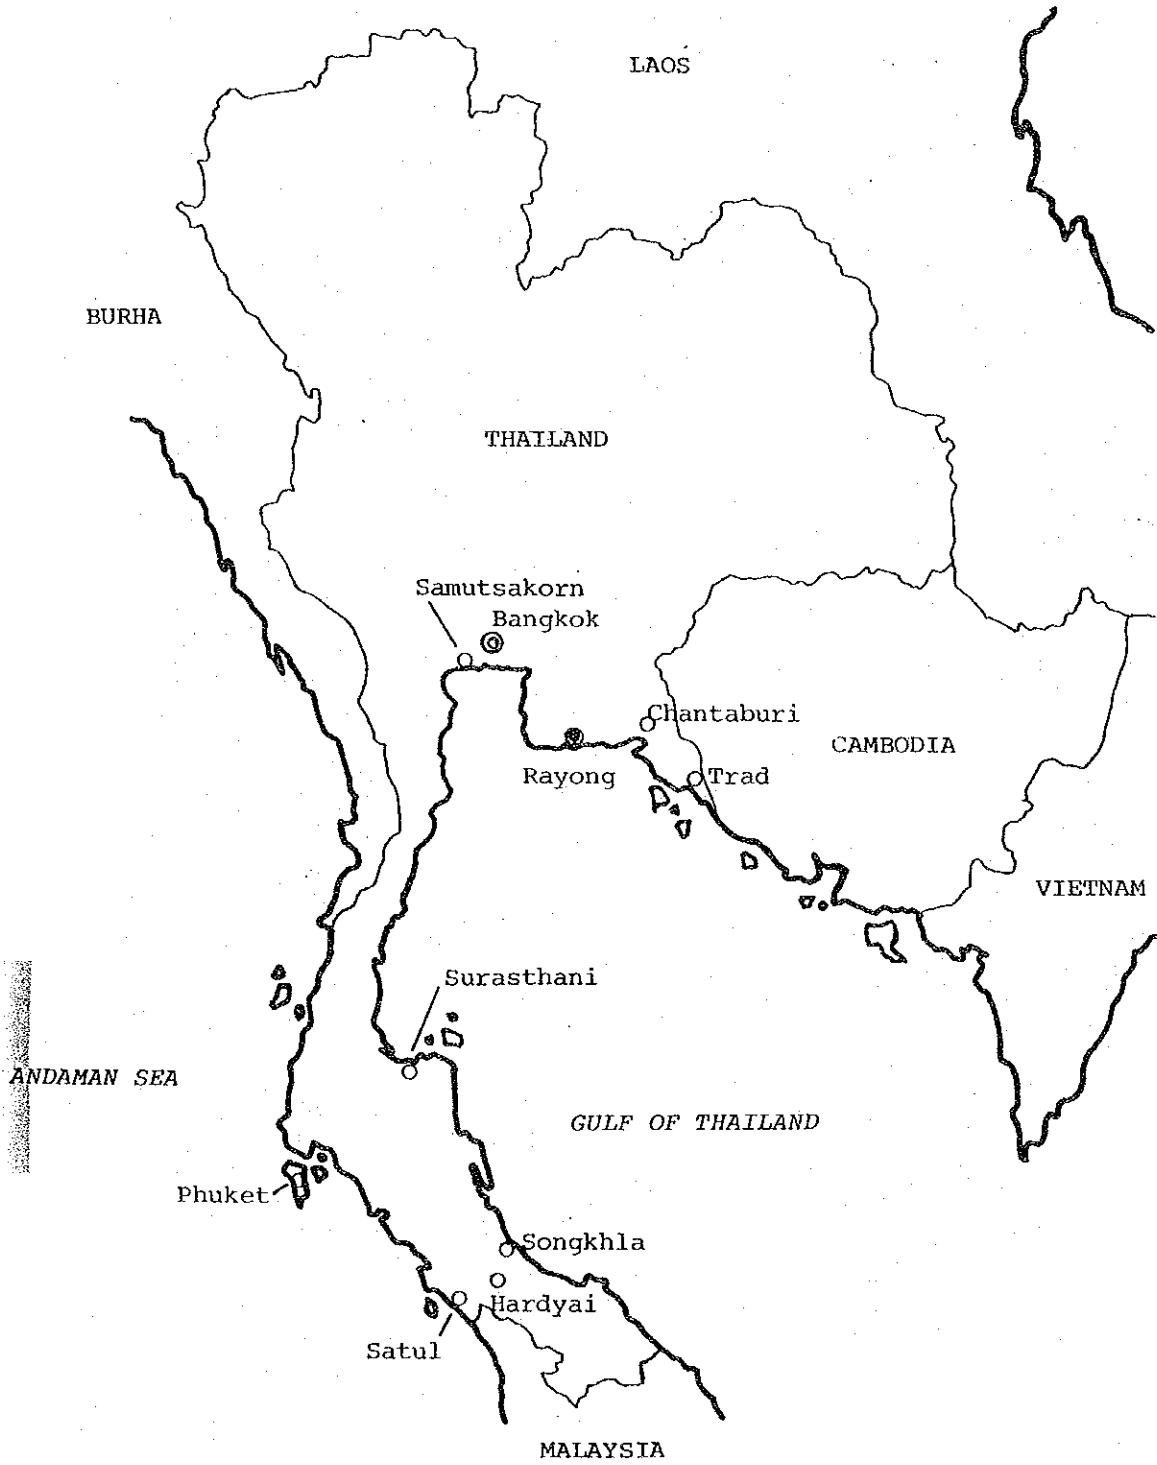 LAOS
BURHA
THAILAND
Samutsakorn
Bangkok
Chantaburi
CAMBODIA
Rayong
Trad
VIETNAM
Surasthani
ANDAMAN SEA
GULF OF THAILAND
Phuket
Songkhla
Hardyai
Satul
MALAYSIA